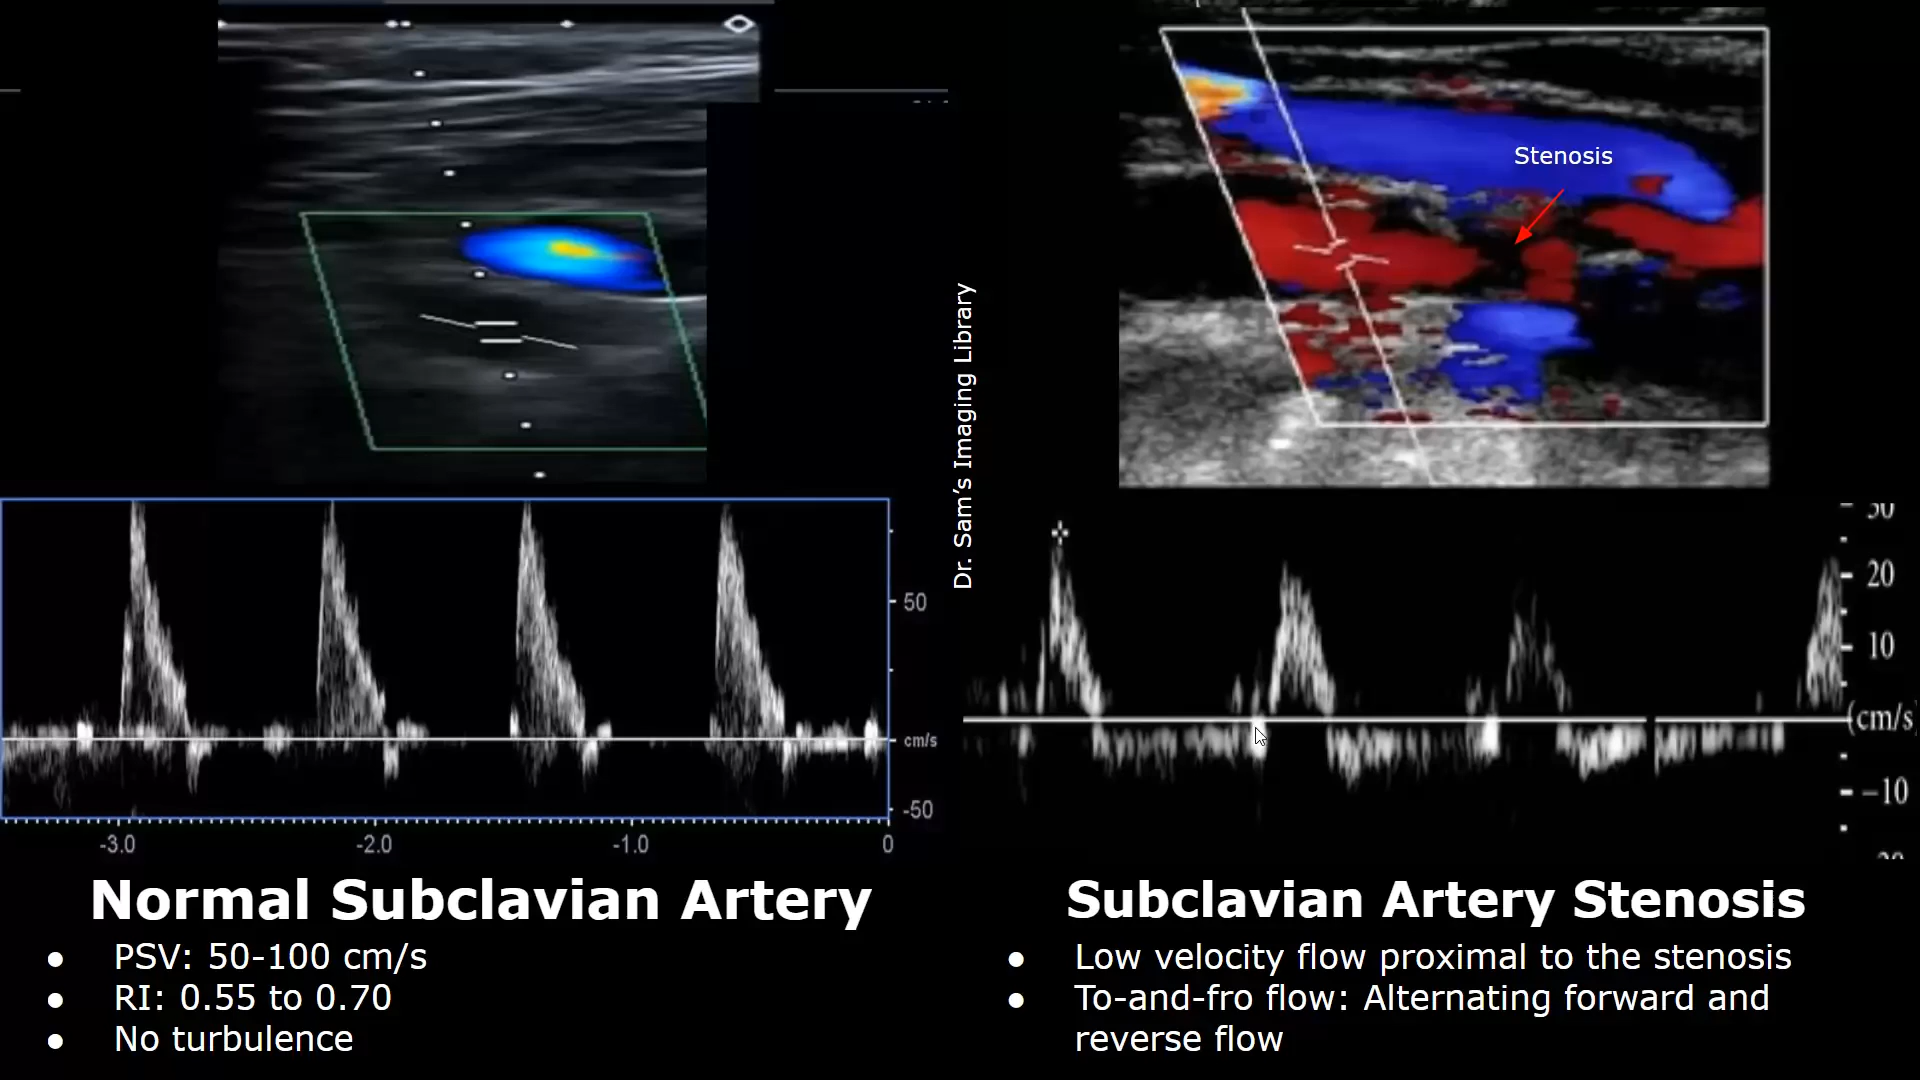 Stenosis
Dr. Sam's Imaging Library
50
cm/s
-50
-3.0
-2.0
-1.0
0
20
10
(cm/s
-10
Normal Subclavian Artery
● PSV: 50-100 cm/s
● RI: 0.55 to 0.70
● No turbulence
Subclavian Artery Stenosis
● Low velocity flow proximal to the stenosis
● To-and-fro flow: Alternating forward and
reverse flow